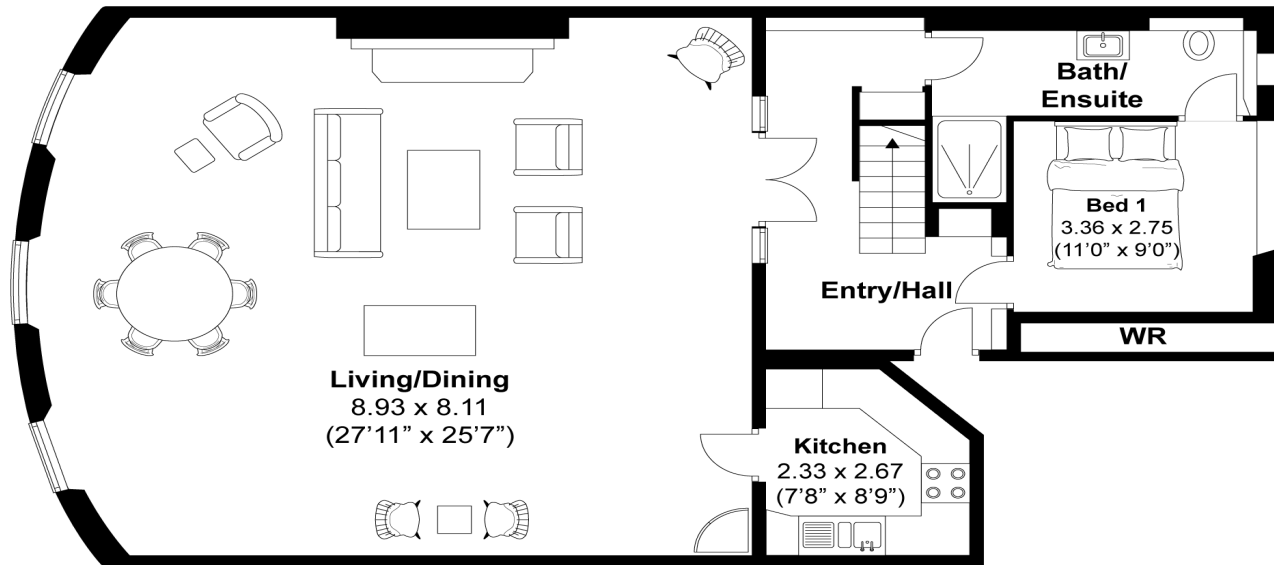 Living/Dining
8.93 x 8.11
(27’11” x 25’7”)
Entry/Hall
Bath/
Ensuite
Bed 1
3.36 x 2.75
(11’0” x 9’0”)
WR
Kitchen
2.33 x 2.67
(7’8” x 8’9”)